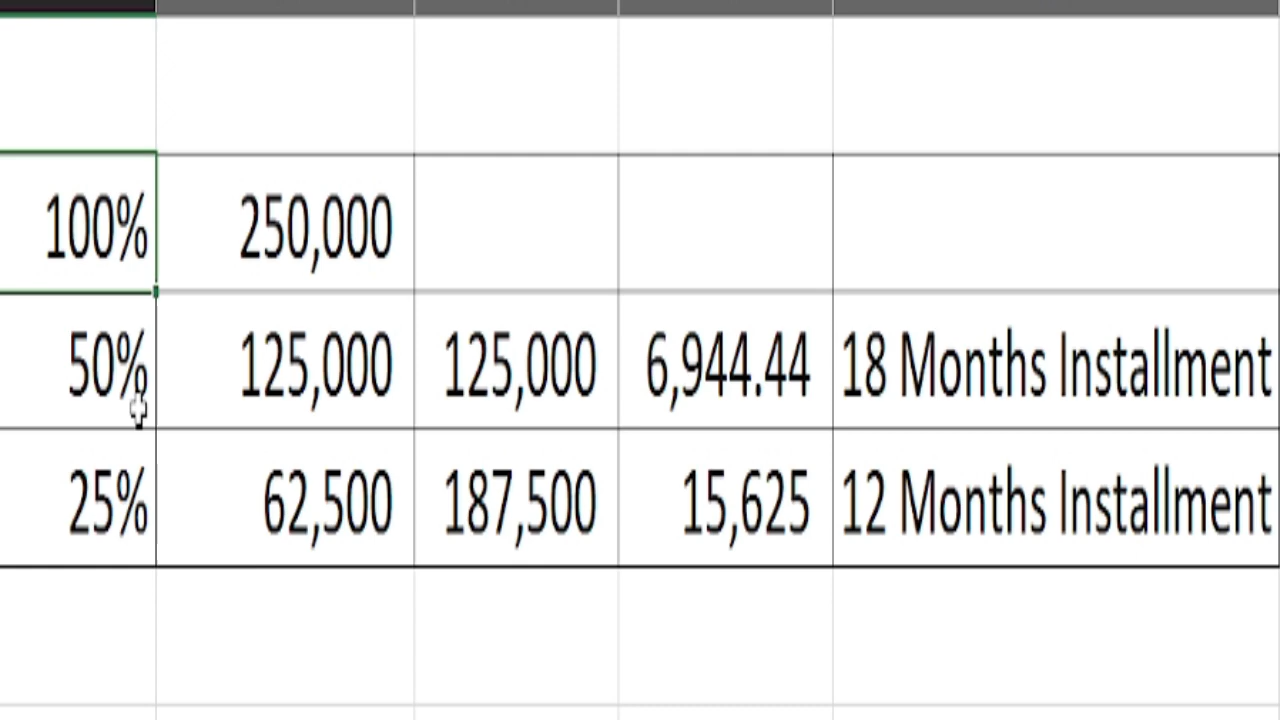 100% 250,000
50% 125,000 125,000 6,944.44 18 Months Installment
25% 62,500 187,500 15,625 12 Months Installment